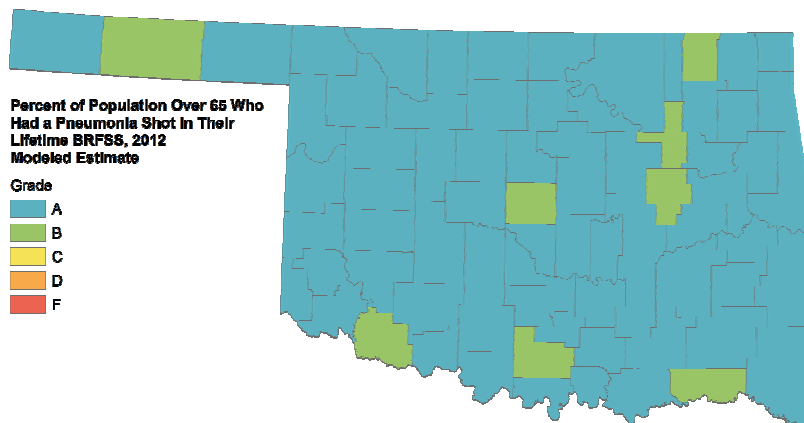 Percent of Population Over 65 Who
Had a Pneumonia Shot In Their
Lifetime BRFSS, 2012
Modeled Estimate
Grade
A
B
C
D
F